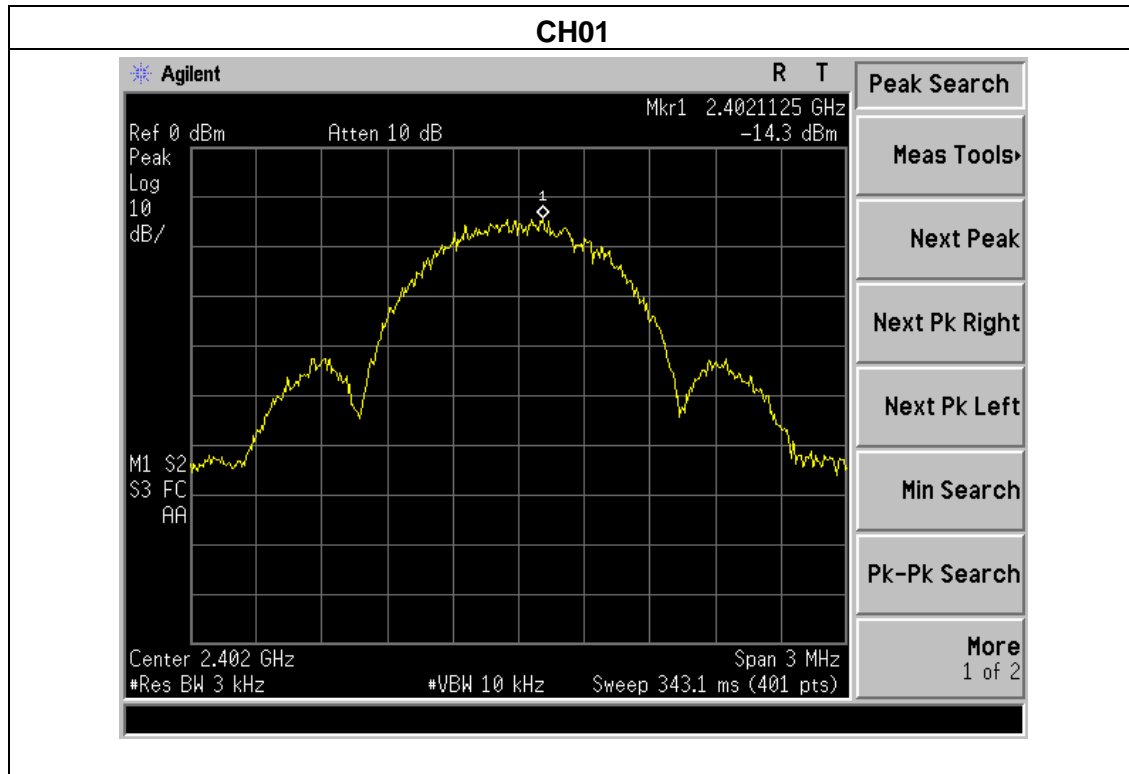 CH01
Agilent R T
Mkr1 2.4021125 GHz
Ref 0 dBm Atten 10 dB -14.3 dBm
Peak
Log
10
dB/
1
M1 S2
S3 FC
AA
Center 2.402 GHz Span 3 MHz
#Res BW 3 kHz #VBW 10 kHz Sweep 343.1 ms (401 pts)
Peak Search
Meas Tools▸
Next Peak
Next Pk Right
Next Pk Left
Min Search
Pk-Pk Search
More
1 of 2